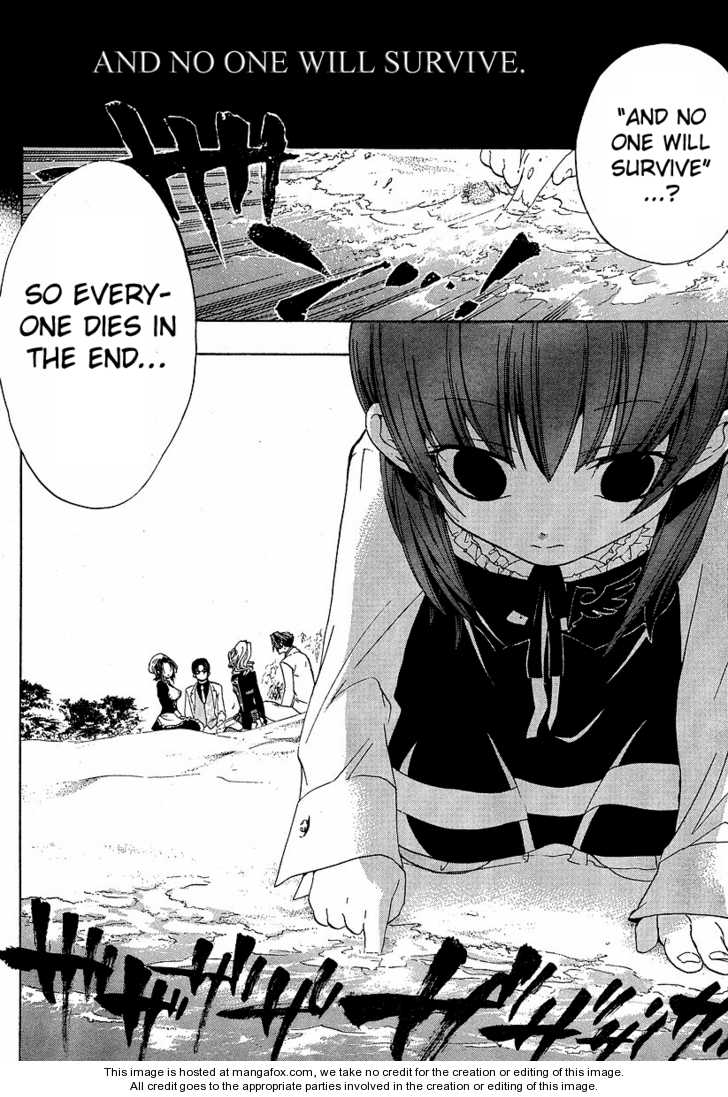 AND NO ONE WILL SURVIVE.
"AND NO
ONE WILL
SURVIVE"
...?
SO EVERY-
ONE DIES IN
THE END...
This image is hosted at mangafox.com, we take no credit for the creation or editing of this image.
All credit goes to the appropriate parties involved in the creation or editing of this image.